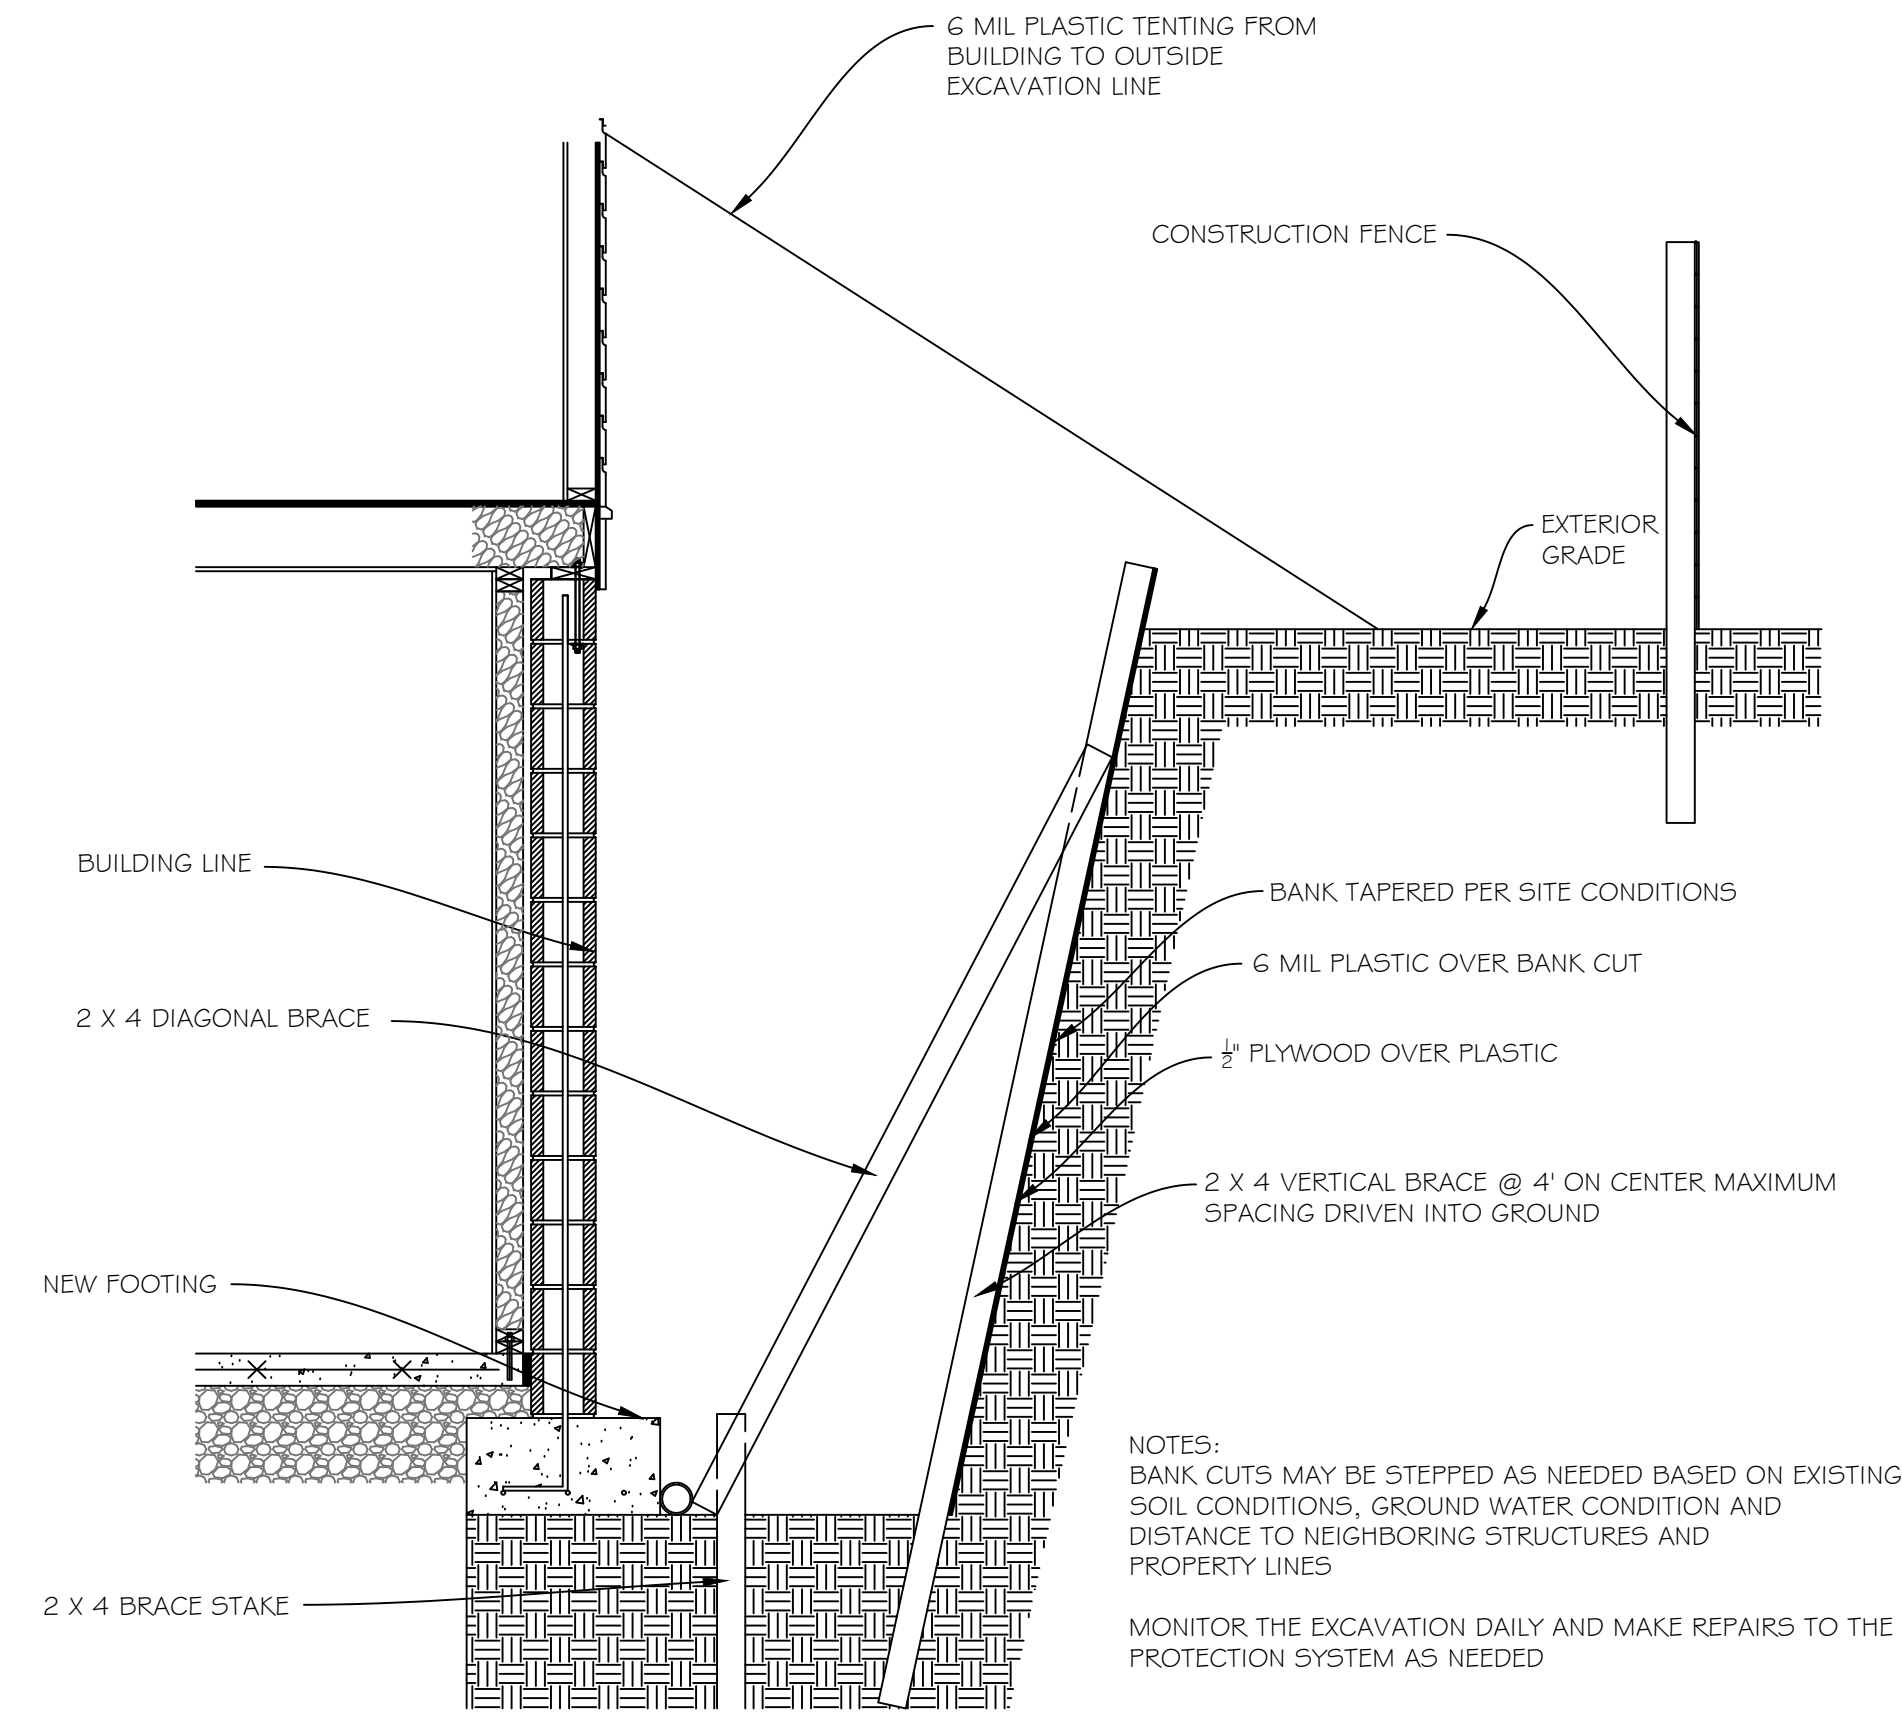 6 MIL PLASTIC TENTING FROM
BUILDING TO OUTSIDE
EXCAVATION LINE
CONSTRUCTION FENCE
EXTERIOR
GRADE
BUILDING LINE
BANK TAPERED PER SITE CONDITIONS
6 MIL PLASTIC OVER BANK CUT
2 X 4 DIAGONAL BRACE
½" PLYWOOD OVER PLASTIC
2 X 4 VERTICAL BRACE @ 4' ON CENTER MAXIMUM
SPACING DRIVEN INTO GROUND
NEW FOOTING
2 X 4 BRACE STAKE
NOTES:
BANK CUTS MAY BE STEPPED AS NEEDED BASED ON EXISTING
SOIL CONDITIONS, GROUND WATER CONDITION AND
DISTANCE TO NEIGHBORING STRUCTURES AND
PROPERTY LINES
MONITOR THE EXCAVATION DAILY AND MAKE REPAIRS TO THE
PROTECTION SYSTEM AS NEEDED